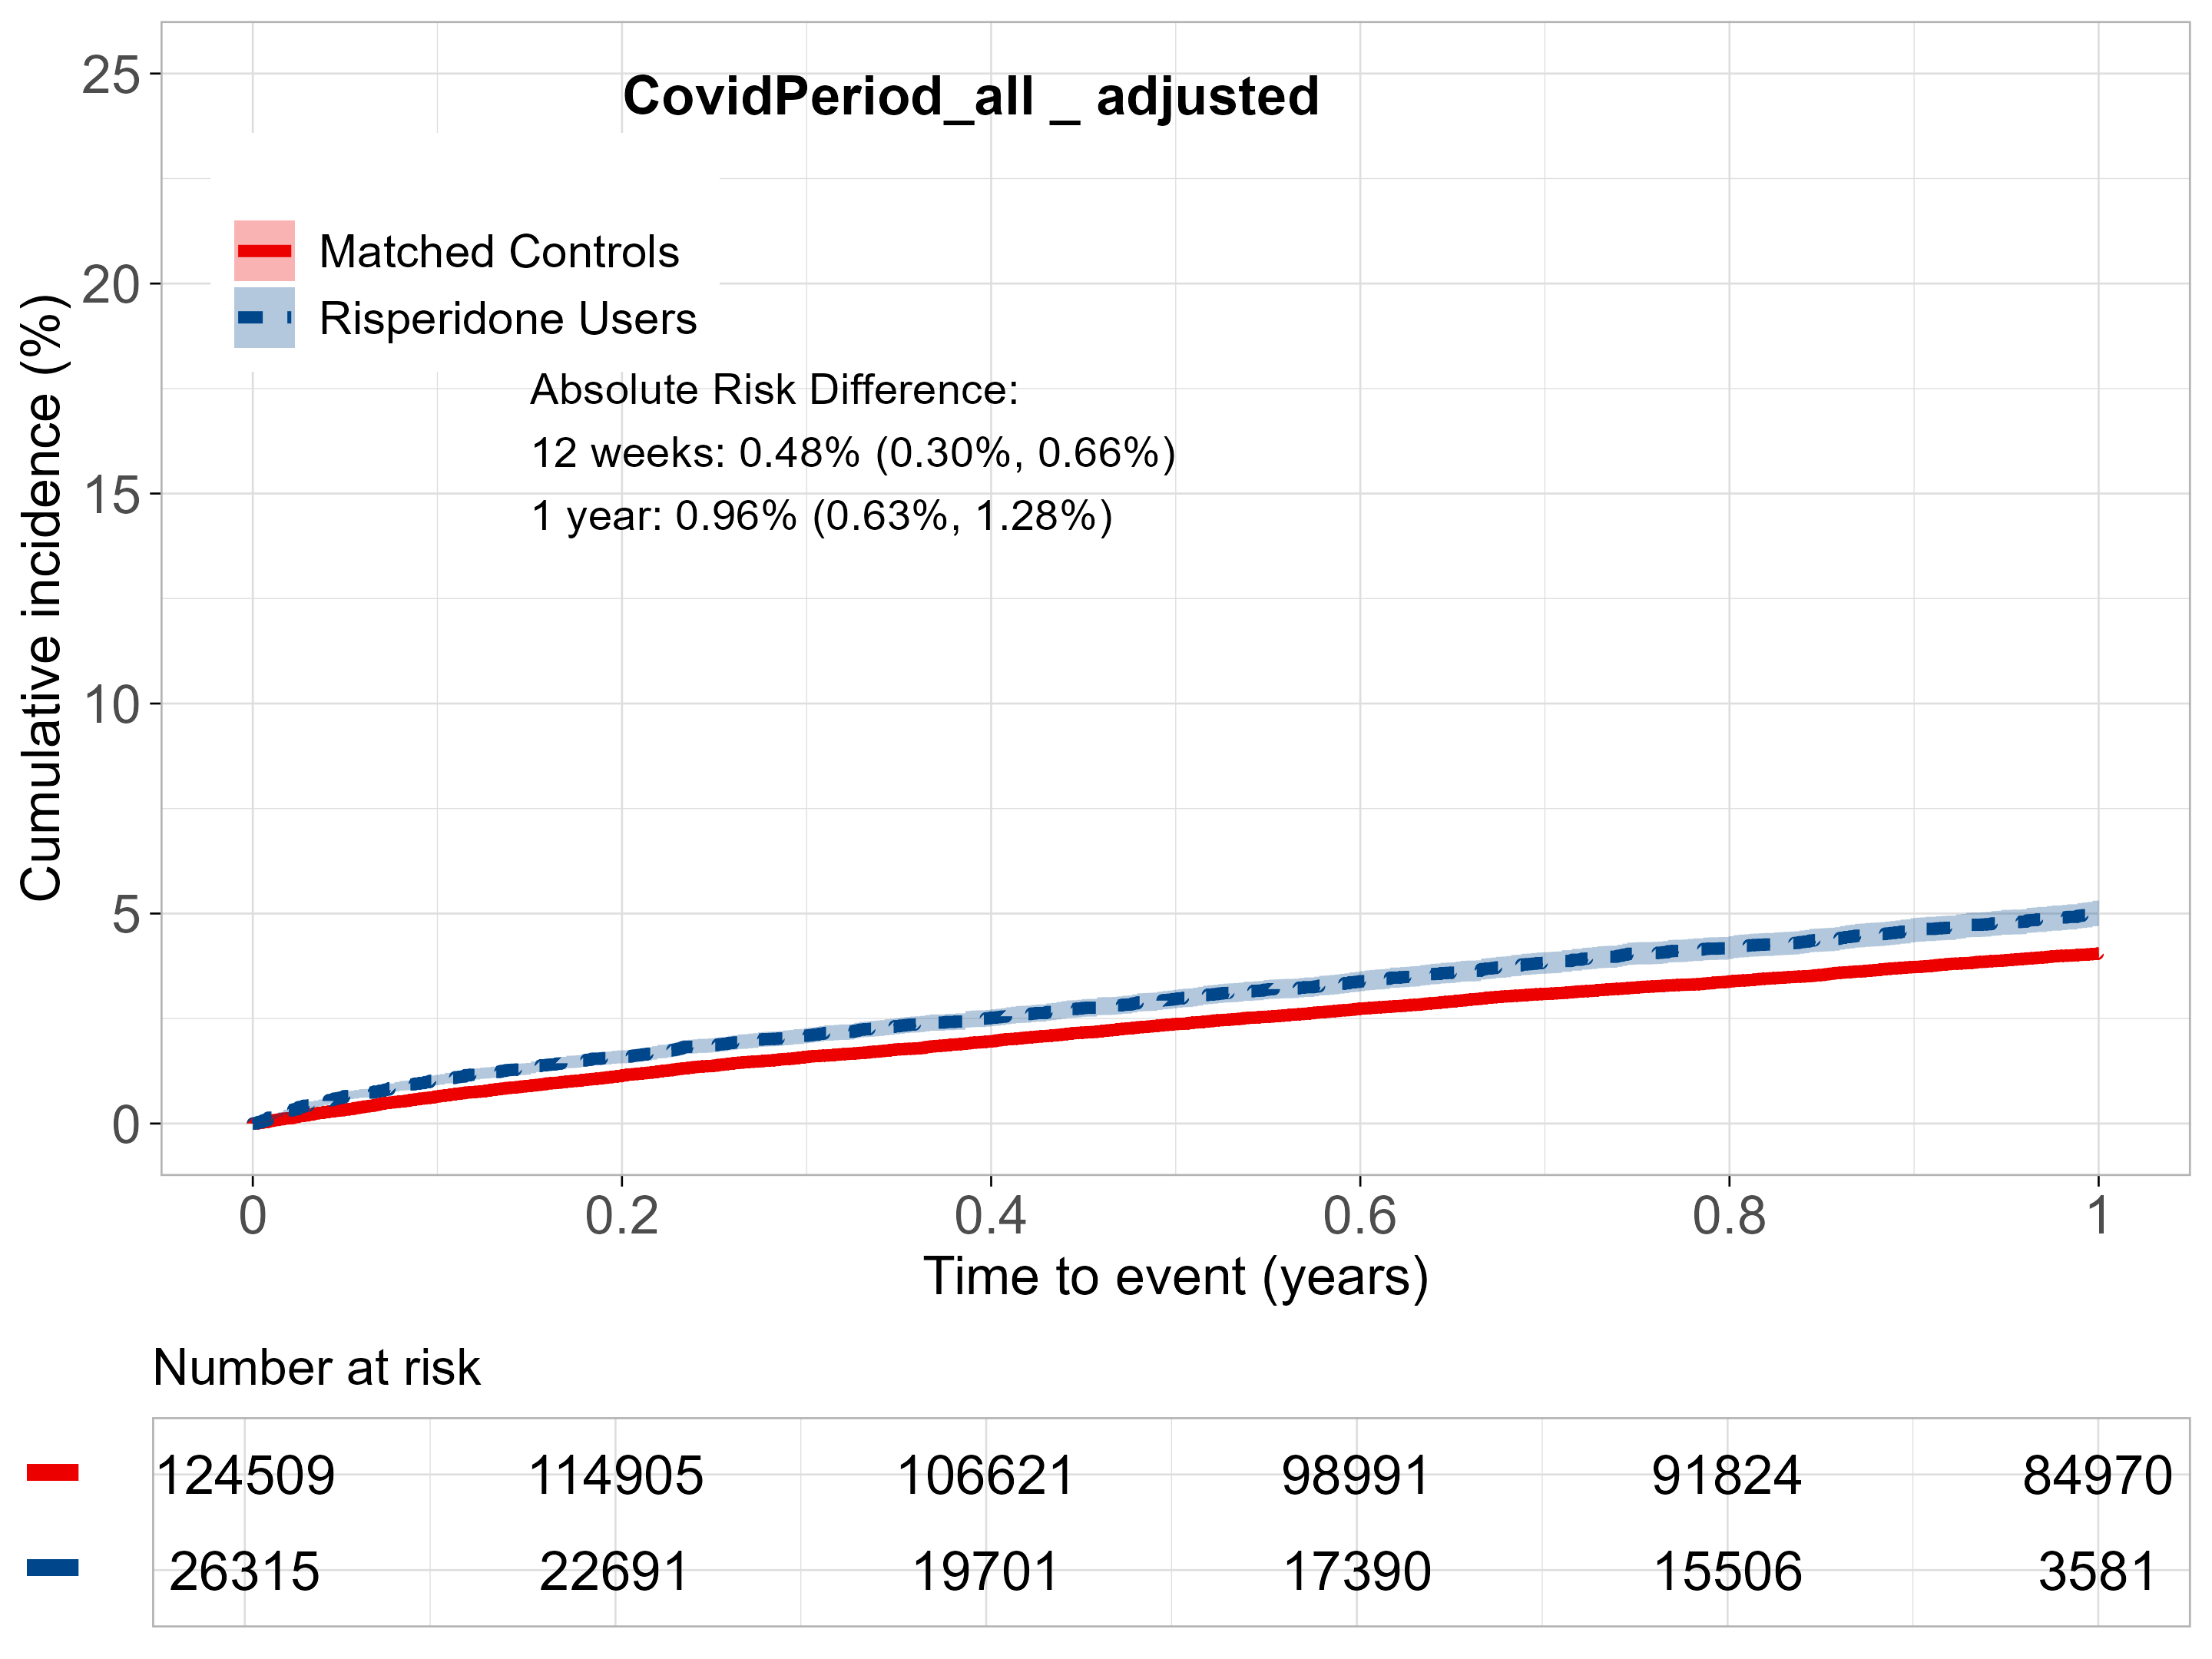 CovidPeriod_all _ adjusted
Matched Controls
Risperidone Users
Absolute Risk Difference:
12 weeks: 0.48% (0.30%, 0.66%)
1 year: 0.96% (0.63%, 1.28%)
Cumulative incidence (%)
25
20
15
10
5
0
0 0.2 0.4 0.6 0.8 1
Time to event (years)
Number at risk
124509 114905 106621 98991 91824 84970
26315 22691 19701 17390 15506 3581